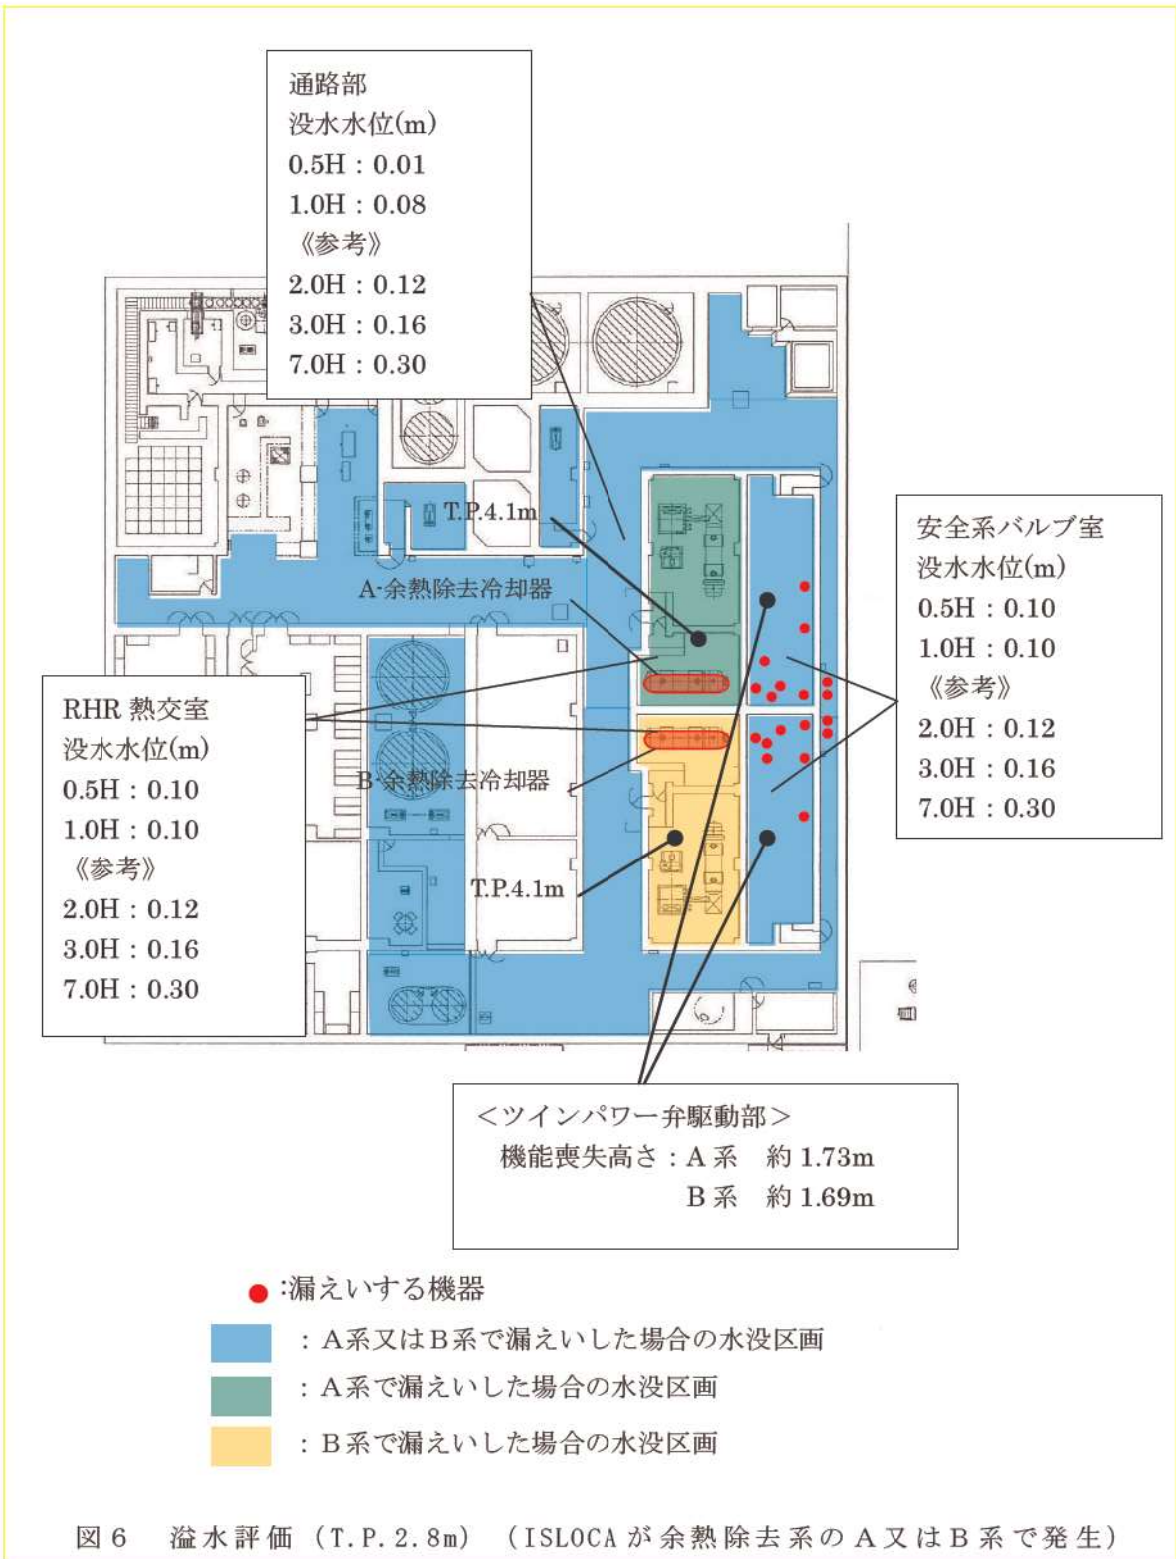 通路部
没水水位(m)
0.5H：0.01
1.0H：0.08
《参考》
2.0H：0.12
3.0H：0.16
7.0H：0.30
T.P.4.1m
A-余熱除去冷却器
安全系バルブ室
没水水位(m)
0.5H：0.10
1.0H：0.10
《参考》
2.0H：0.12
3.0H：0.16
7.0H：0.30
RHR 熱交室
没水水位(m)
0.5H：0.10
1.0H：0.10
《参考》
2.0H：0.12
3.0H：0.16
7.0H：0.30
B-余熱除去冷却器
T.P.4.1m
＜ツインパワー弁駆動部＞
機能喪失高さ：A系　約 1.73m
B系　約 1.69m
:漏えいする機器
：A系又はB系で漏えいした場合の水没区画
：A系で漏えいした場合の水没区画
：B系で漏えいした場合の水没区画
図6　溢水評価（T.P.2.8m）（ISLOCAが余熱除去系のA又はB系で発生）